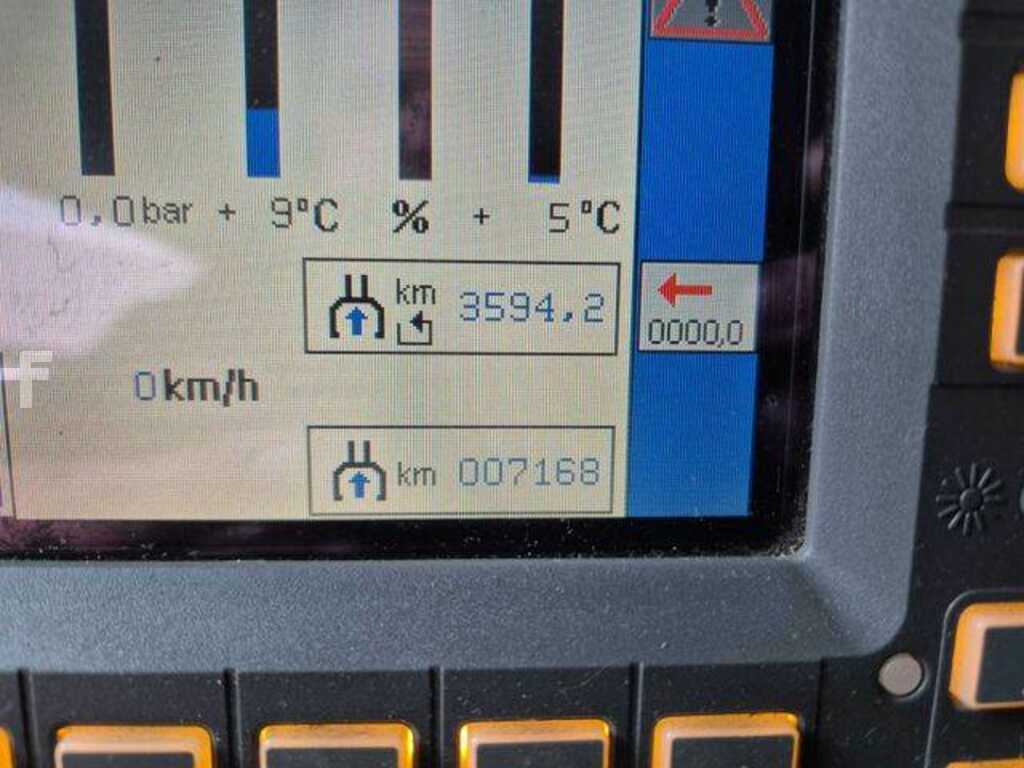 0,0bar + 9°C % + 5°C
km 3594,2
0000,0
0km/h
km 007168